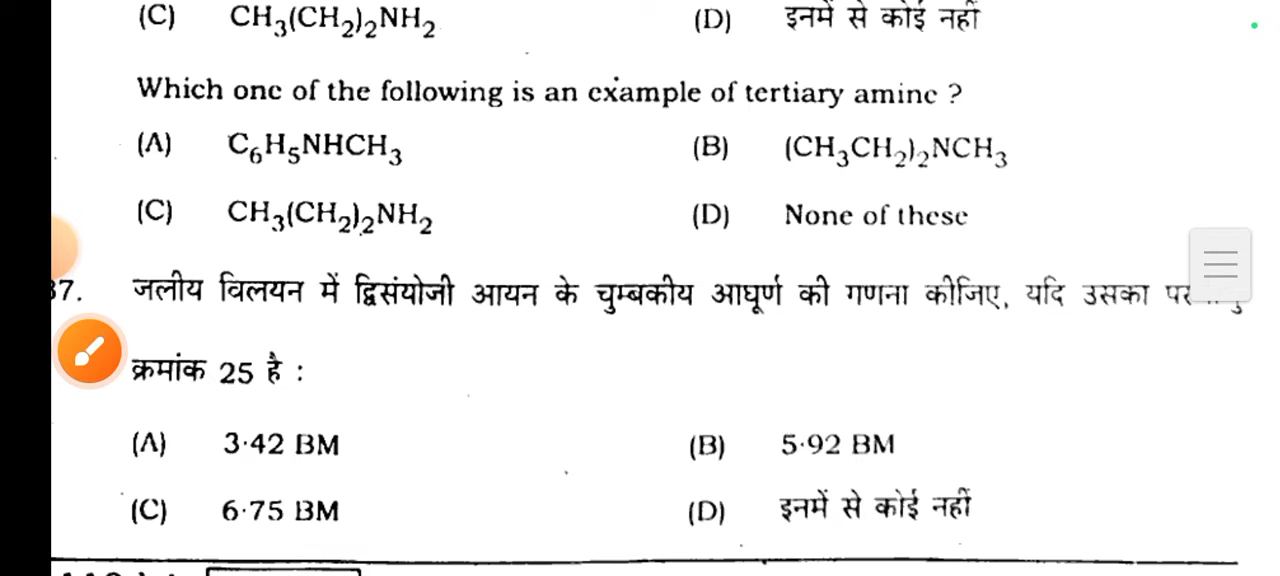 (C) CH₃(CH₂)₂NH₂ (D) इनमें से कोई नहीं
Which one of the following is an example of tertiary amine ?
(A) C₆H₅NHCH₃ (B) (CH₃CH₂)₂NCH₃
(C) CH₃(CH₂)₂NH₂ (D) None of these
37. जलीय विलयन में द्विसंयोजी आयन के चुम्बकीय आघूर्ण की गणना कीजिए, यदि उसका
क्रमांक 25 है :
(A) 3·42 BM (B) 5·92 BM
(C) 6·75 BM (D) इनमें से कोई नहीं